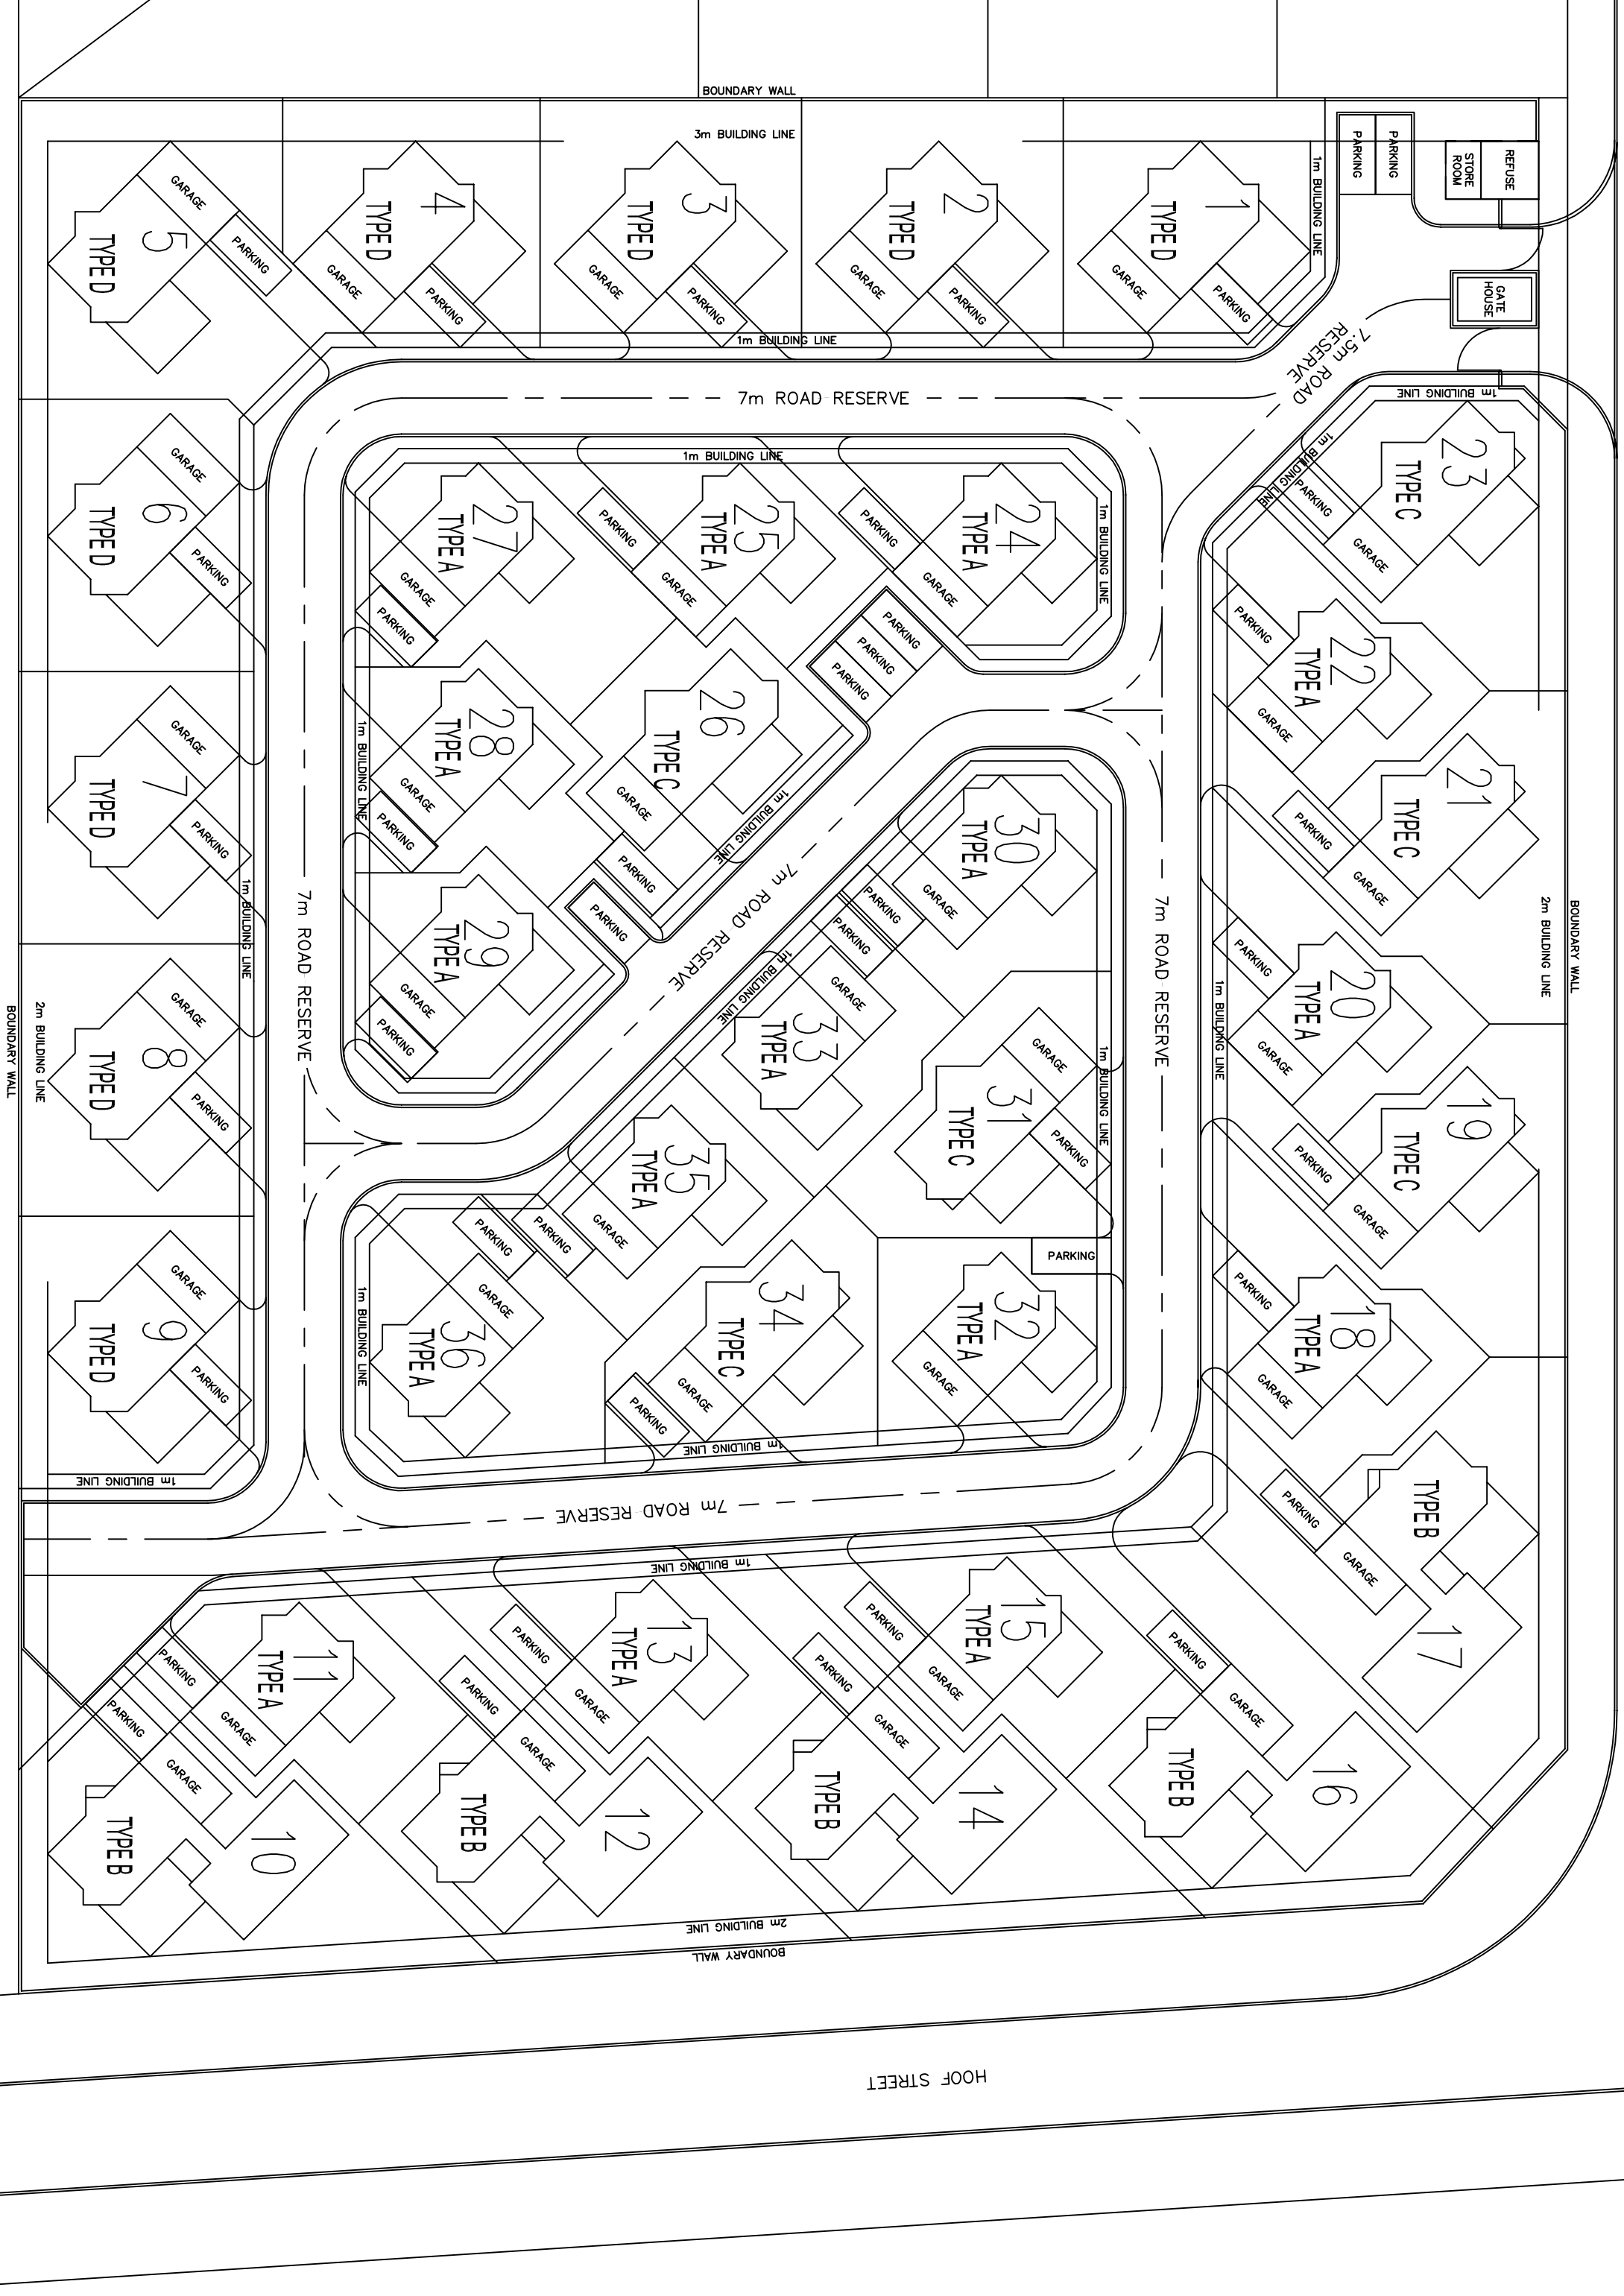 BOUNDARY WALL
3m BUILDING LINE
PARKING
PARKING
STORE
ROOM
REFUSE
1m BUILDING LINE
GATE
HOUSE
5
TYPE D
GARAGE
PARKING
4
TYPE D
GARAGE
PARKING
3
TYPE D
GARAGE
PARKING
2
TYPE D
GARAGE
PARKING
1
TYPE D
GARAGE
PARKING
1m BUILDING LINE
7.5m ROAD
RESERVE
7m ROAD RESERVE
1m BUILDING LINE
1m BUILDING LINE
23
TYPE C
PARKING
GARAGE
6
TYPE D
GARAGE
PARKING
1m BUILDING LINE
27
TYPE A
GARAGE
PARKING
25
TYPE A
PARKING
GARAGE
24
TYPE A
PARKING
GARAGE
1m BUILDING LINE
PARKING
PARKING
PARKING
22
TYPE A
PARKING
GARAGE
7
TYPE D
GARAGE
PARKING
28
TYPE A
GARAGE
PARKING
1m BUILDING LINE
26
TYPE C
GARAGE
PARKING
1m BUILDING LINE
30
TYPE A
GARAGE
PARKING
21
TYPE C
PARKING
GARAGE
1m BUILDING LINE
7m ROAD RESERVE
29
TYPE A
GARAGE
PARKING
PARKING
7m ROAD RESERVE
1m BUILDING LINE
PARKING
33
TYPE A
GARAGE
7m ROAD RESERVE
20
TYPE A
PARKING
GARAGE
2m BUILDING LINE
BOUNDARY WALL
BOUNDARY WALL
2m BUILDING LINE
8
TYPE D
GARAGE
PARKING
31
TYPE C
GARAGE
PARKING
1m BUILDING LINE
1m BUILDING LINE
19
TYPE C
PARKING
GARAGE
35
TYPE A
GARAGE
PARKING
PARKING
9
TYPE D
GARAGE
PARKING
1m BUILDING LINE
1m BUILDING LINE
36
TYPE A
GARAGE
34
TYPE C
GARAGE
PARKING
32
TYPE A
GARAGE
PARKING
18
TYPE A
PARKING
GARAGE
1m BUILDING LINE
7m ROAD RESERVE
1m BUILDING LINE
17
TYPE B
PARKING
GARAGE
11
TYPE A
PARKING
GARAGE
13
TYPE A
PARKING
GARAGE
15
TYPE A
PARKING
GARAGE
10
TYPE B
PARKING
GARAGE
12
TYPE B
PARKING
GARAGE
14
TYPE B
PARKING
GARAGE
16
TYPE B
PARKING
GARAGE
2m BUILDING LINE
BOUNDARY WALL
HOOF STREET